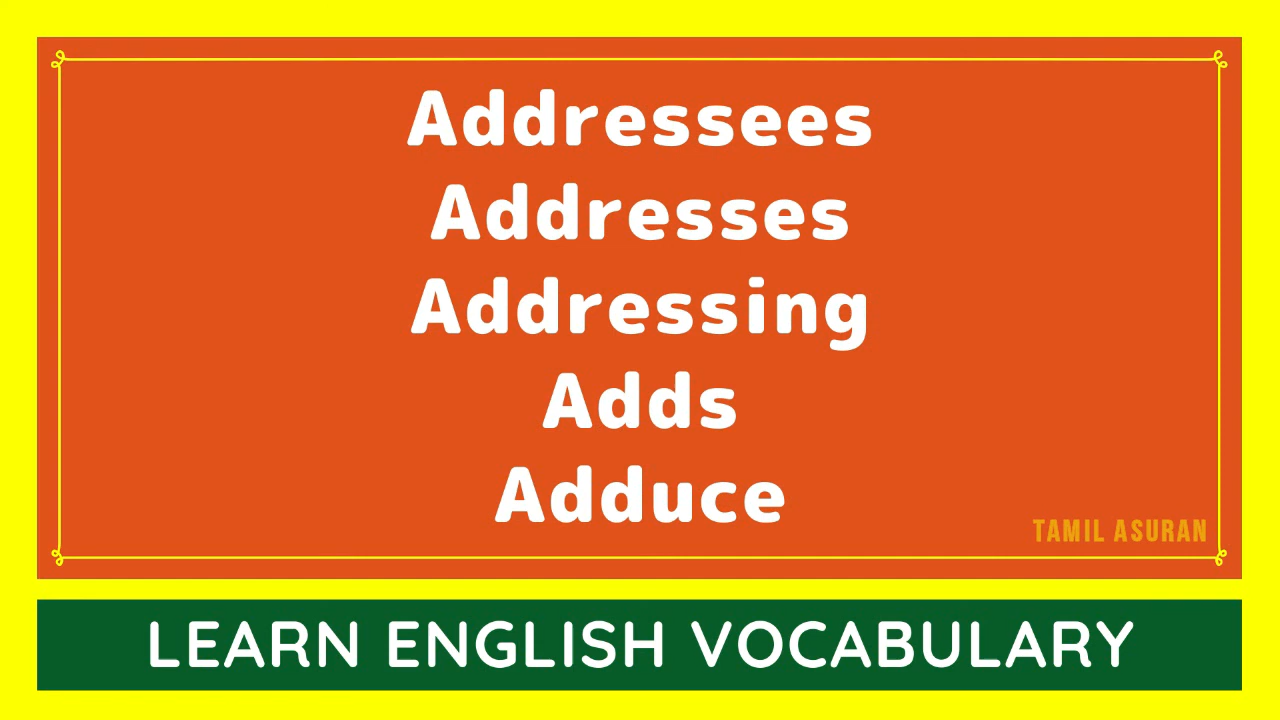 Addressees
Addresses
Addressing
Adds
Adduce
TAMIL ASURAN
LEARN ENGLISH VOCABULARY